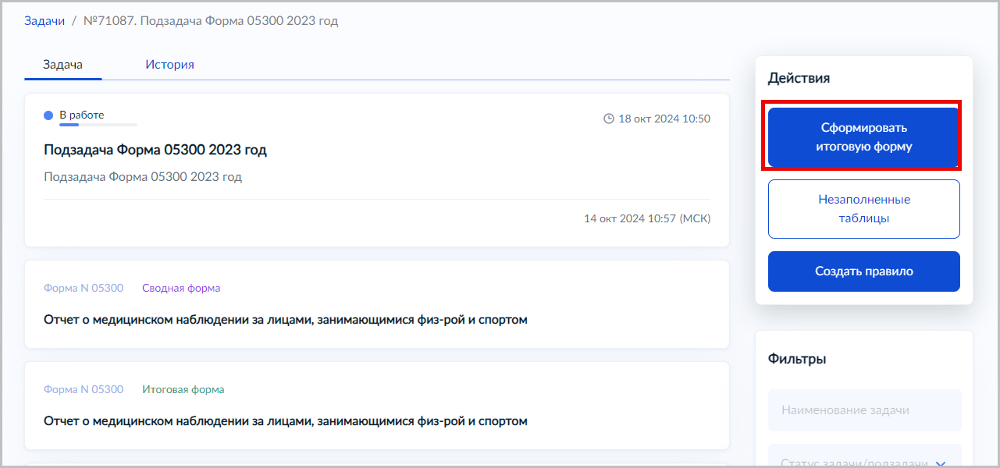 Задачи / №71087. Подзадача Форма 05300 2023 год
Задача
История
В работе
18 окт 2024 10:50
Подзадача Форма 05300 2023 год
Подзадача Форма 05300 2023 год
14 окт 2024 10:57 (МСК)
Форма N 05300 Сводная форма
Отчет о медицинском наблюдении за лицами, занимающимися физ-рой и спортом
Форма N 05300 Итоговая форма
Отчет о медицинском наблюдении за лицами, занимающимися физ-рой и спортом
Действия
Сформировать
итоговую форму
Незаполненные
таблицы
Создать правило
Фильтры
Наименование задачи
Статус задачи/подзадачи